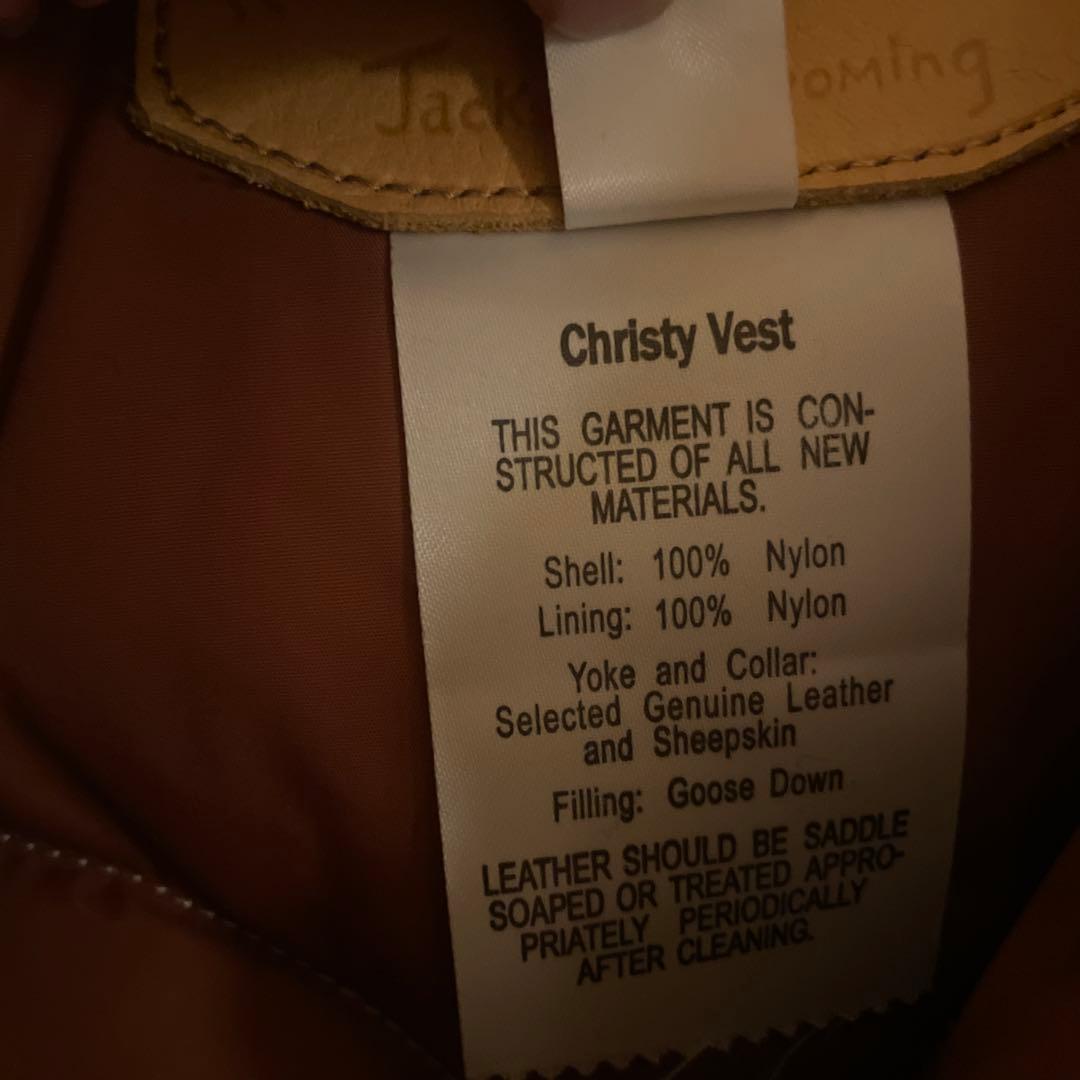 Jack
oming
Christy Vest
THIS GARMENT IS CON-
STRUCTED OF ALL NEW
MATERIALS.
Shell: 100% Nylon
Lining: 100% Nylon
Yoke and Collar:
Selected Genuine Leather
and Sheepskin
Filling: Goose Down
LEATHER SHOULD BE SADDLE
SOAPED OR TREATED APPRO-
PRIATELY PERIODICALLY
AFTER CLEANING.